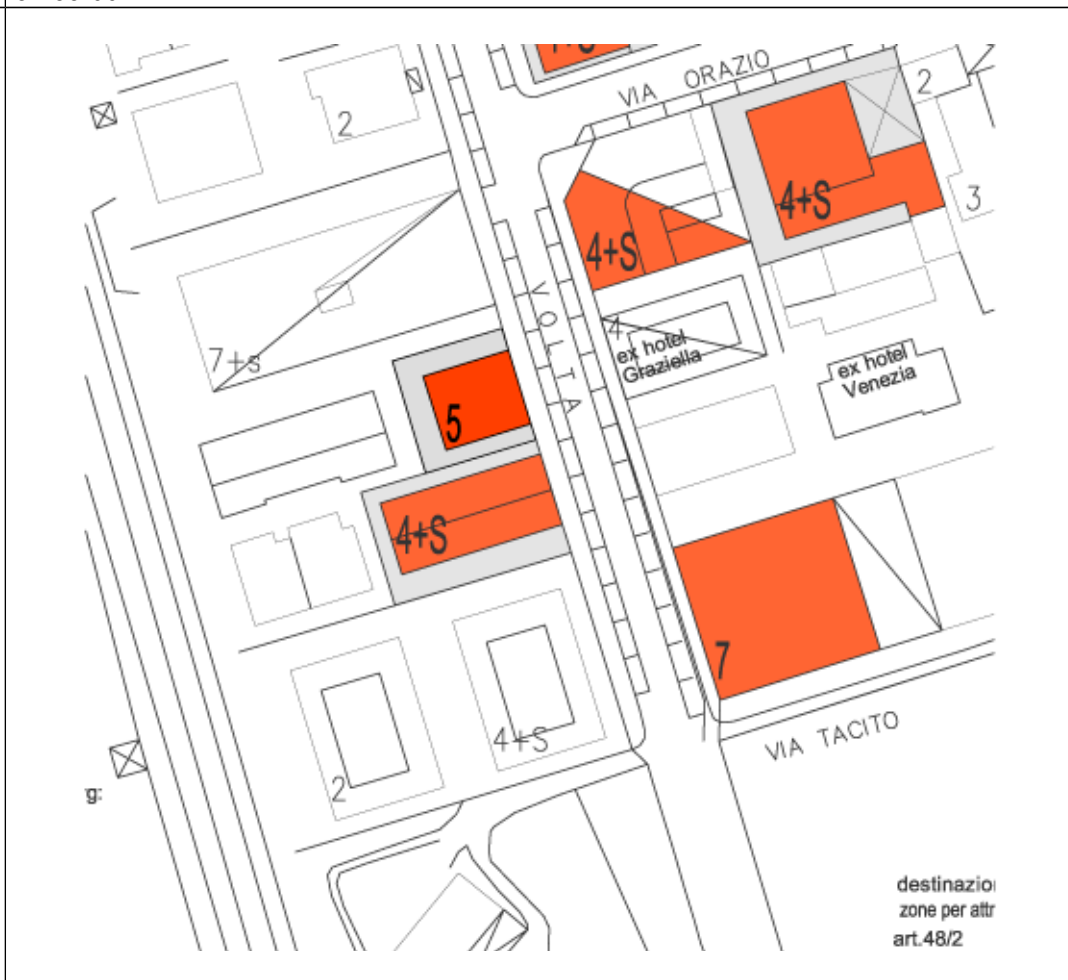 4+S
VIA ORAZIO
2
2
4+S
3
4+S
VOLTA
7+s
4
ex hotel
Graziella
ex hotel
Venezia
5
4+S
7
4+S
2
VIA TACITO
g:
destinazio
zone per attr
art.48/2